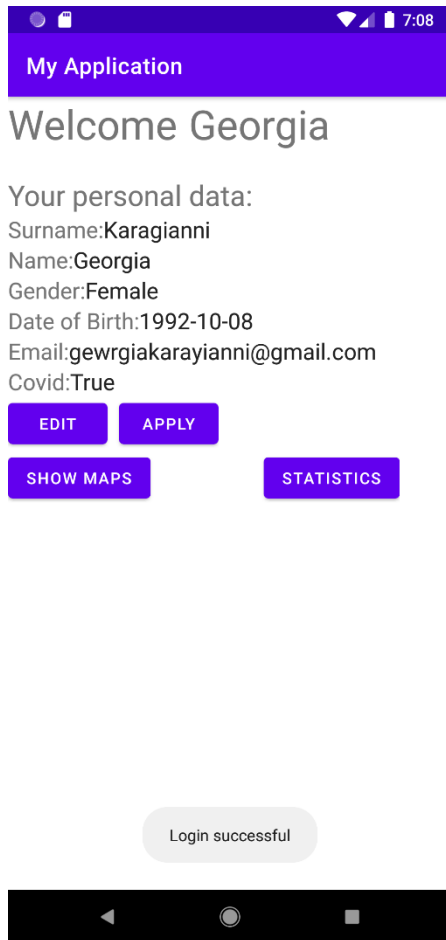 7:08
My Application
Welcome Georgia
Your personal data:
Surname:Karagianni
Name:Georgia
Gender:Female
Date of Birth:1992-10-08
Email:gewrgiakarayianni@gmail.com
Covid:True
EDIT APPLY
SHOW MAPS STATISTICS
Login successful